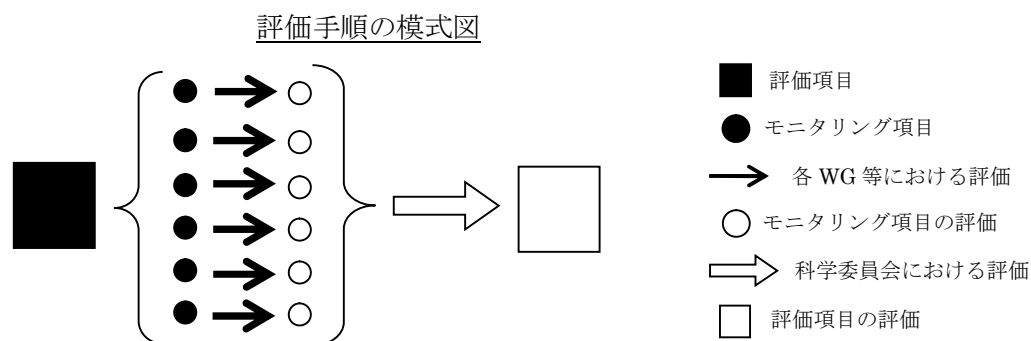 評価手順の模式図
評価項目
モニタリング項目
各 WG 等における評価
モニタリング項目の評価
科学委員会における評価
評価項目の評価